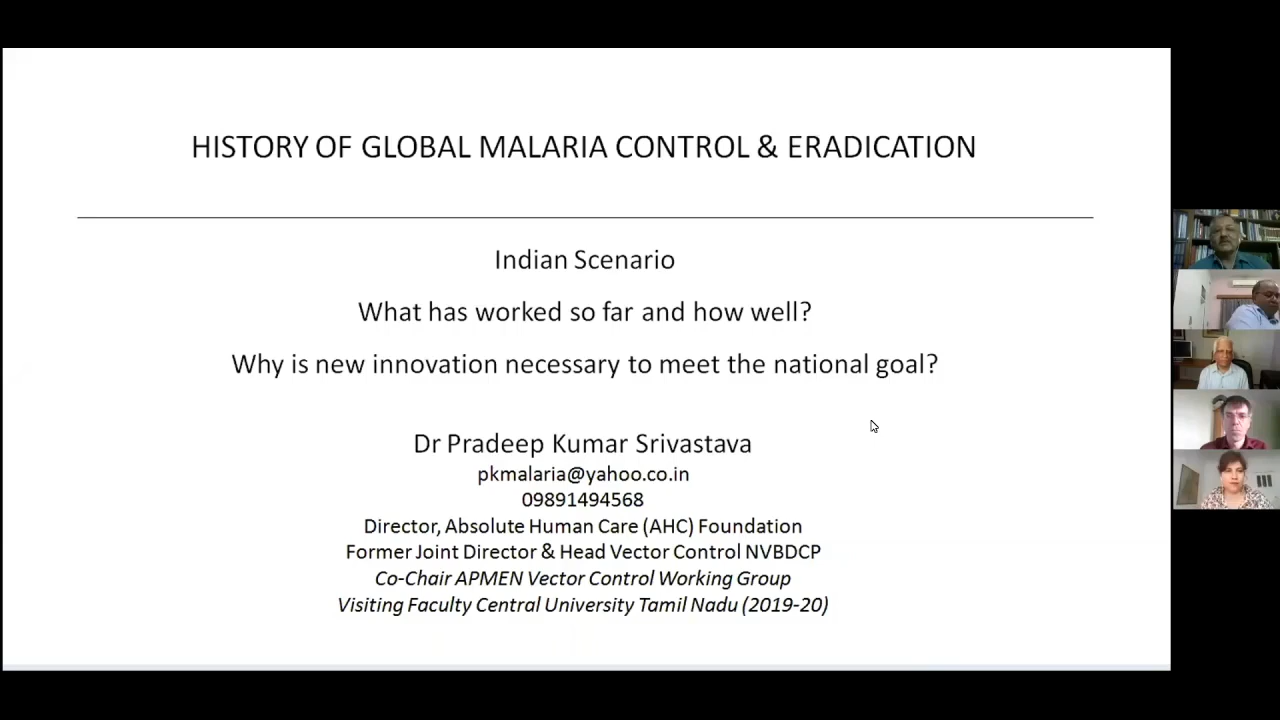 HISTORY OF GLOBAL MALARIA CONTROL & ERADICATION
Indian Scenario
What has worked so far and how well?
Why is new innovation necessary to meet the national goal?
Dr Pradeep Kumar Srivastava
pkmalaria@yahoo.co.in
09891494568
Director, Absolute Human Care (AHC) Foundation
Former Joint Director & Head Vector Control NVBDCP
Co-Chair APMEN Vector Control Working Group
Visiting Faculty Central University Tamil Nadu (2019-20)